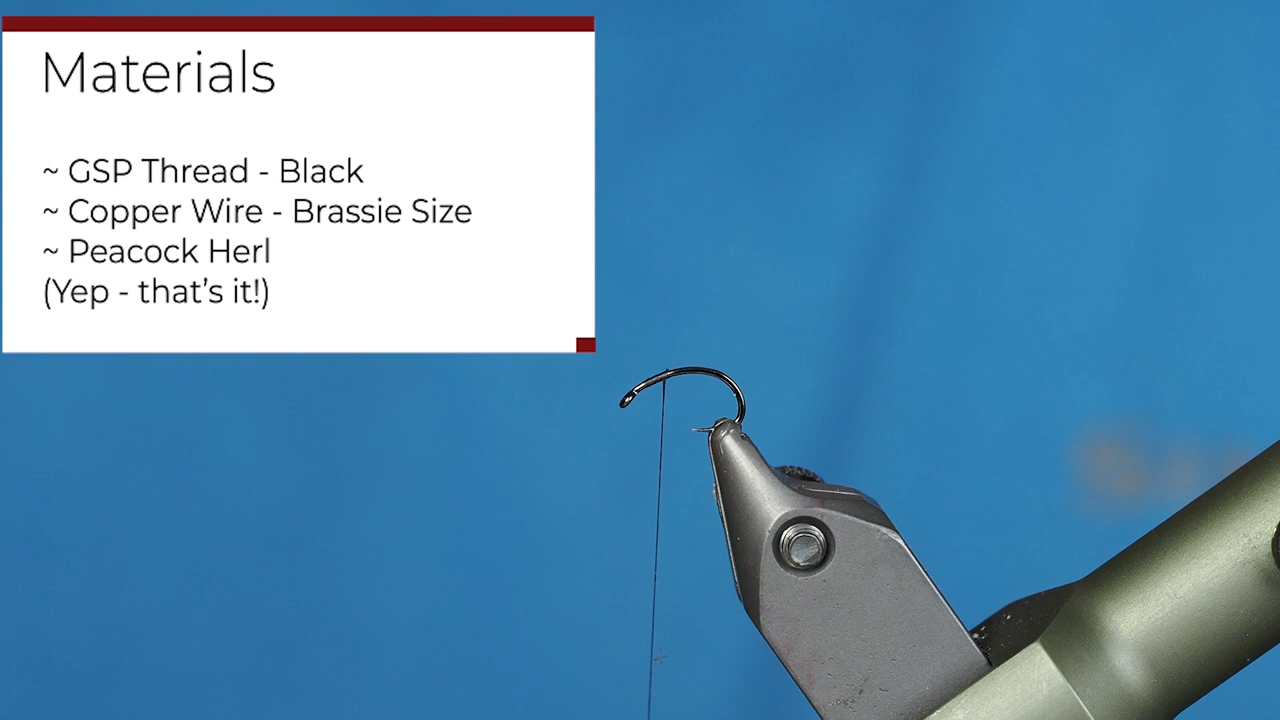 Materials
~ GSP Thread - Black
~ Copper Wire - Brassie Size
~ Peacock Herl
(Yep - that's it!)